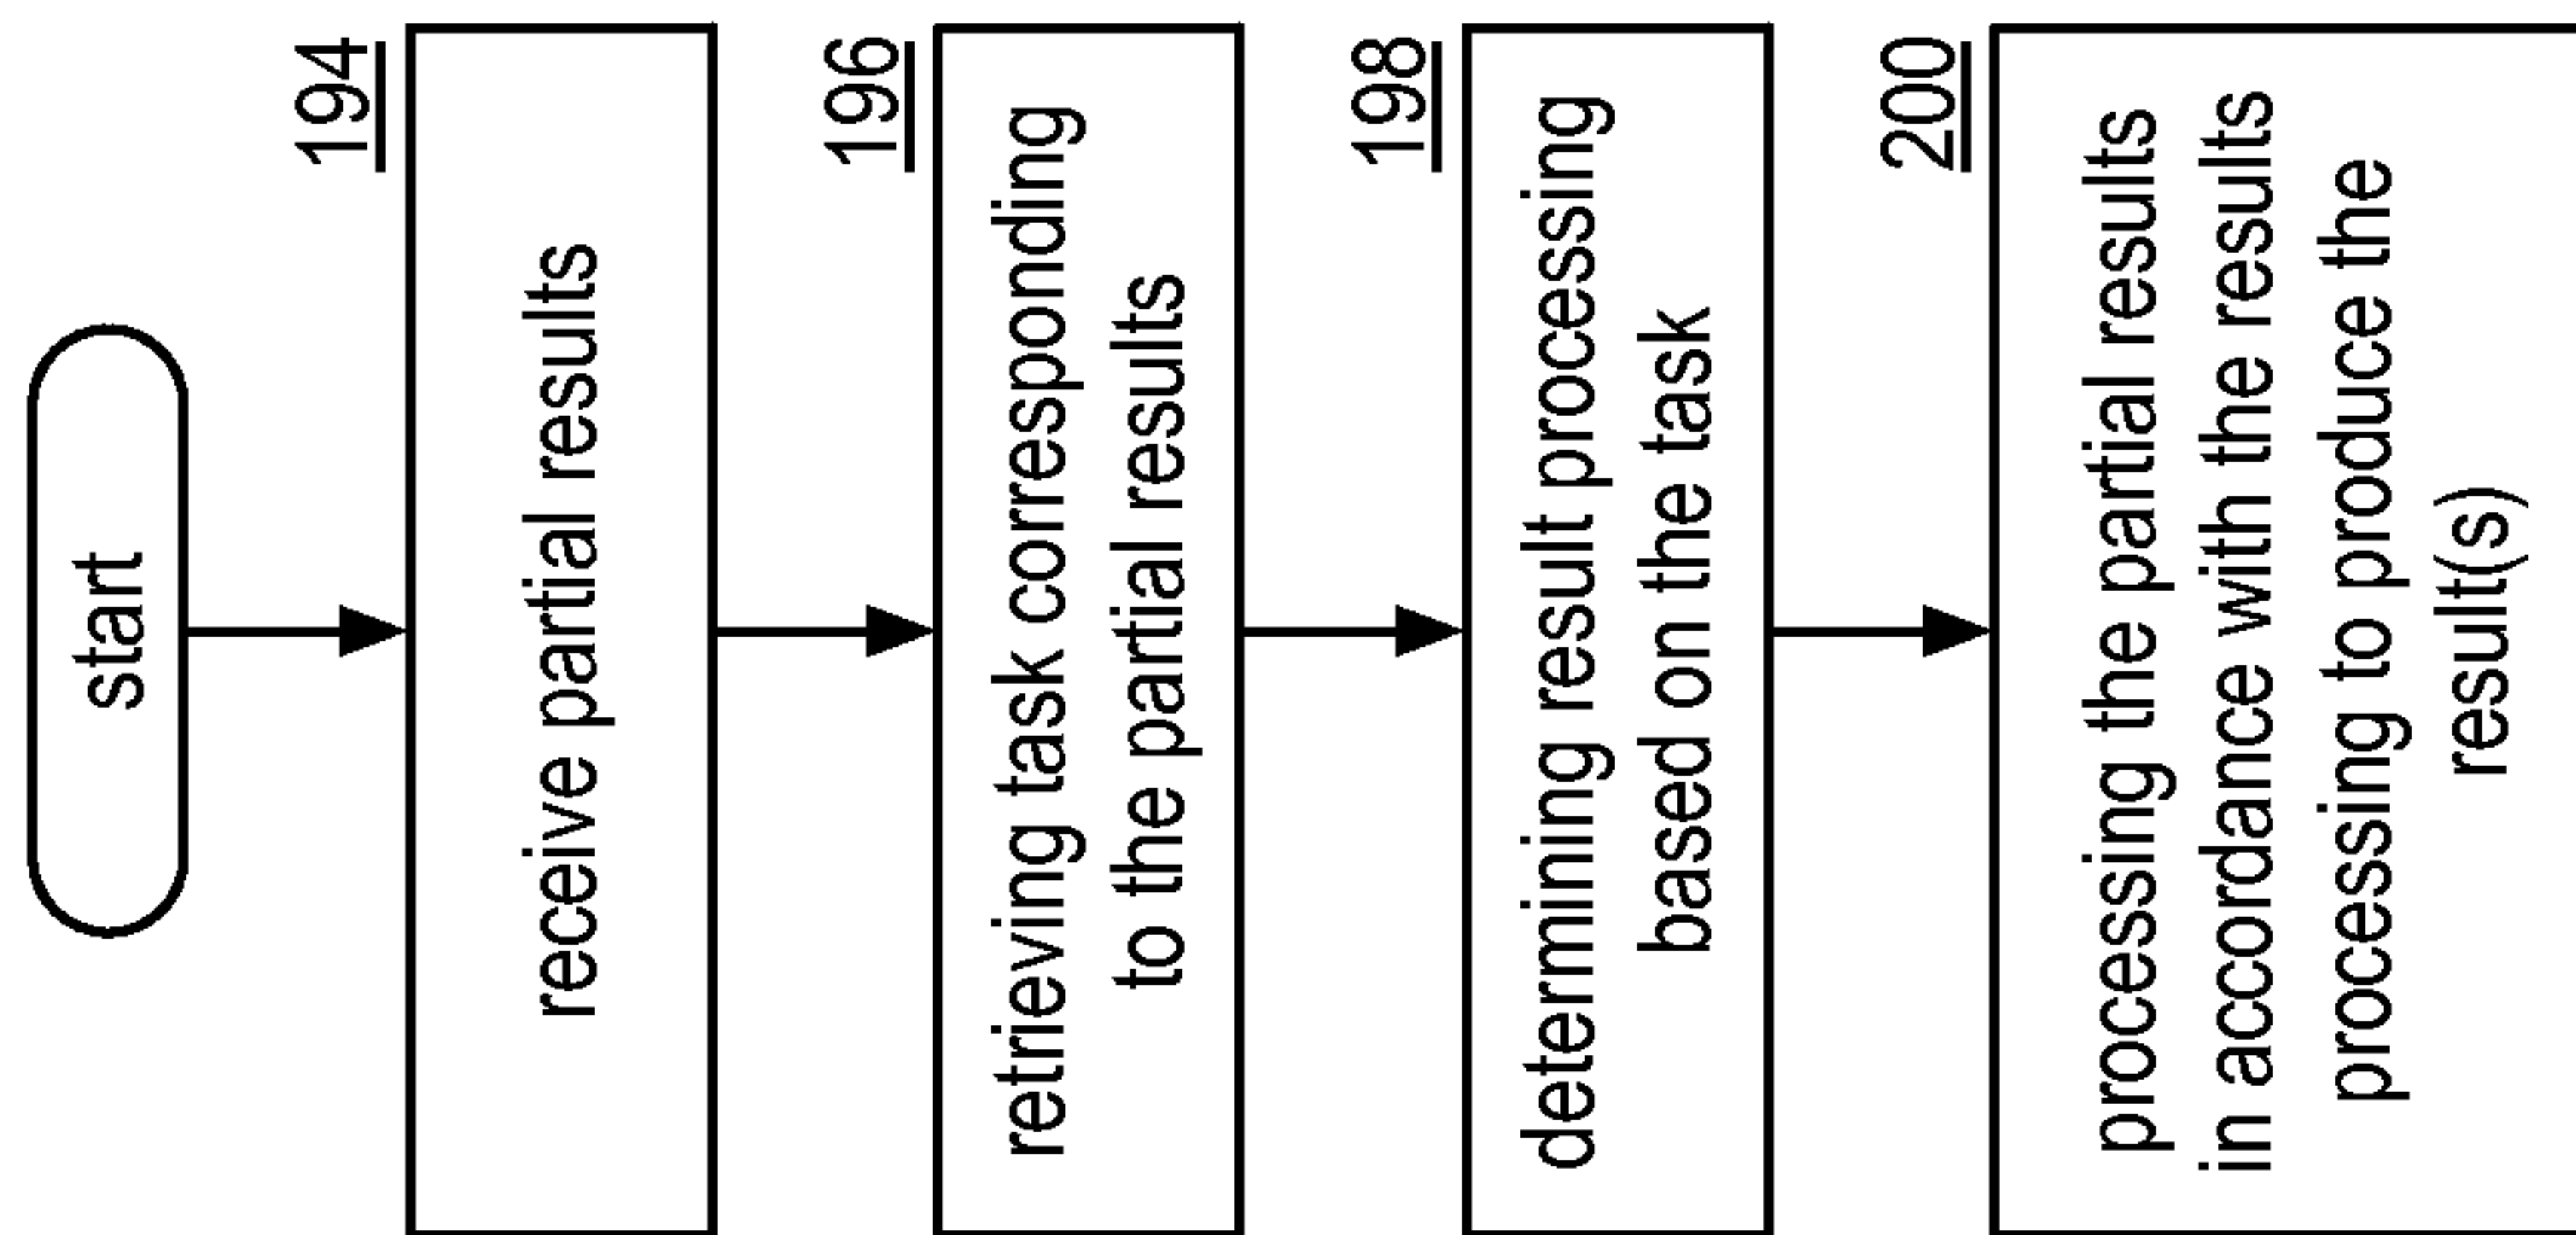 start
194
receive partial results
196
retrieving task corresponding
to the partial results
198
determining result processing
based on the task
200
processing the partial results
in accordance with the results
processing to produce the
result(s)